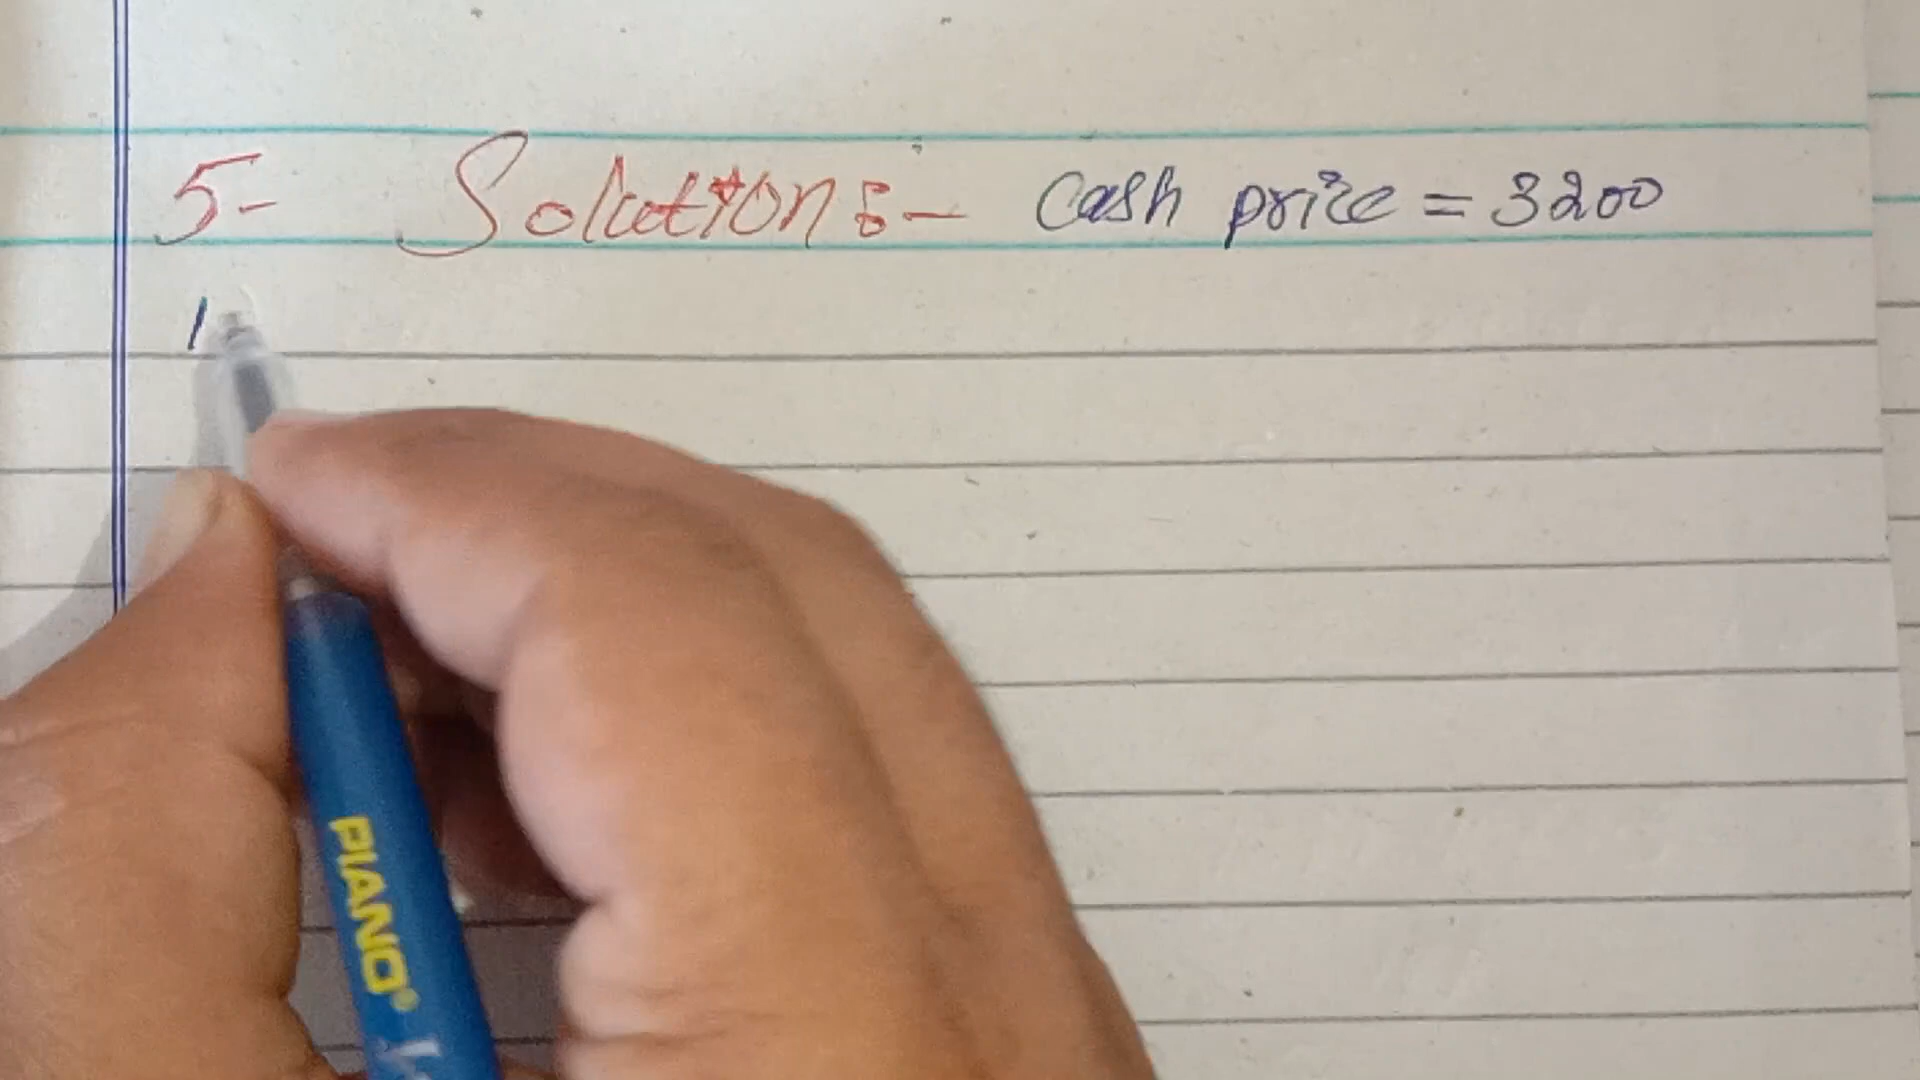 5- Solution:- Cash price = 3200
PIANO